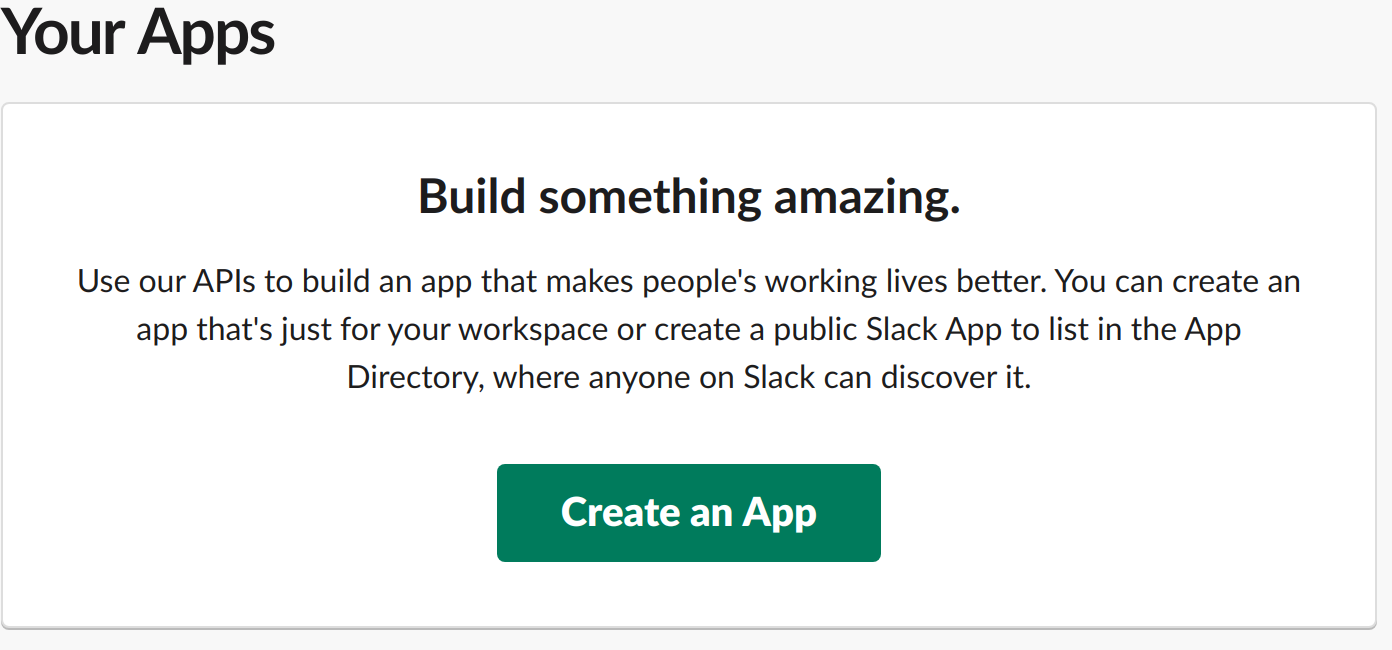 Your Apps
Build something amazing.
Use our APIs to build an app that makes people's working lives better. You can create an
app that's just for your workspace or create a public Slack App to list in the App
Directory, where anyone on Slack can discover it.
Create an App